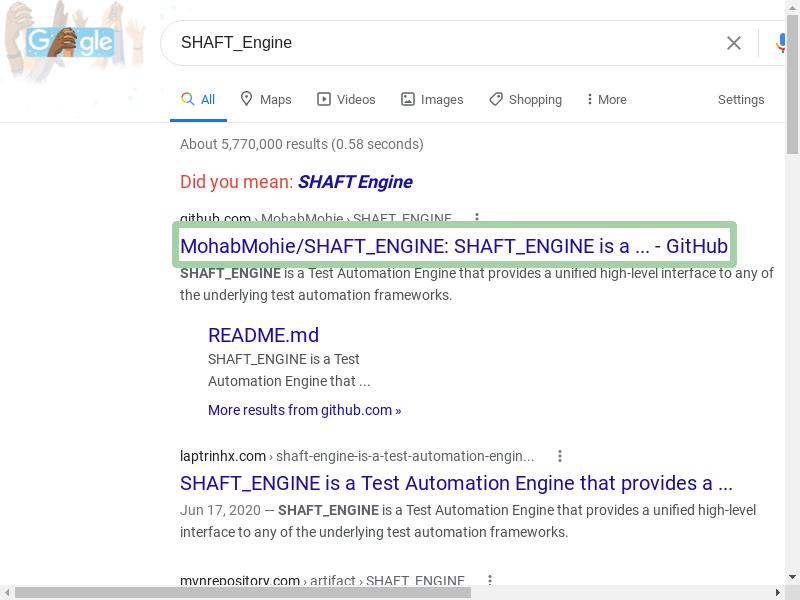 Google
SHAFT_Engine
All Maps Videos Images Shopping More Settings
About 5,770,000 results (0.58 seconds)
Did you mean: SHAFT Engine
github.com › MohabMohie › SHAFT_ENGINE
MohabMohie/SHAFT_ENGINE: SHAFT_ENGINE is a ... - GitHub
SHAFT_ENGINE is a Test Automation Engine that provides a unified high-level interface to any of
the underlying test automation frameworks.
README.md
SHAFT_ENGINE is a Test
Automation Engine that ...
More results from github.com »
laptrinhx.com › shaft-engine-is-a-test-automation-engin...
SHAFT_ENGINE is a Test Automation Engine that provides a ...
Jun 17, 2020 — SHAFT_ENGINE is a Test Automation Engine that provides a unified high-level
interface to any of the underlying test automation frameworks.
mvnrepository.com › artifact › SHAFT_ENGINE